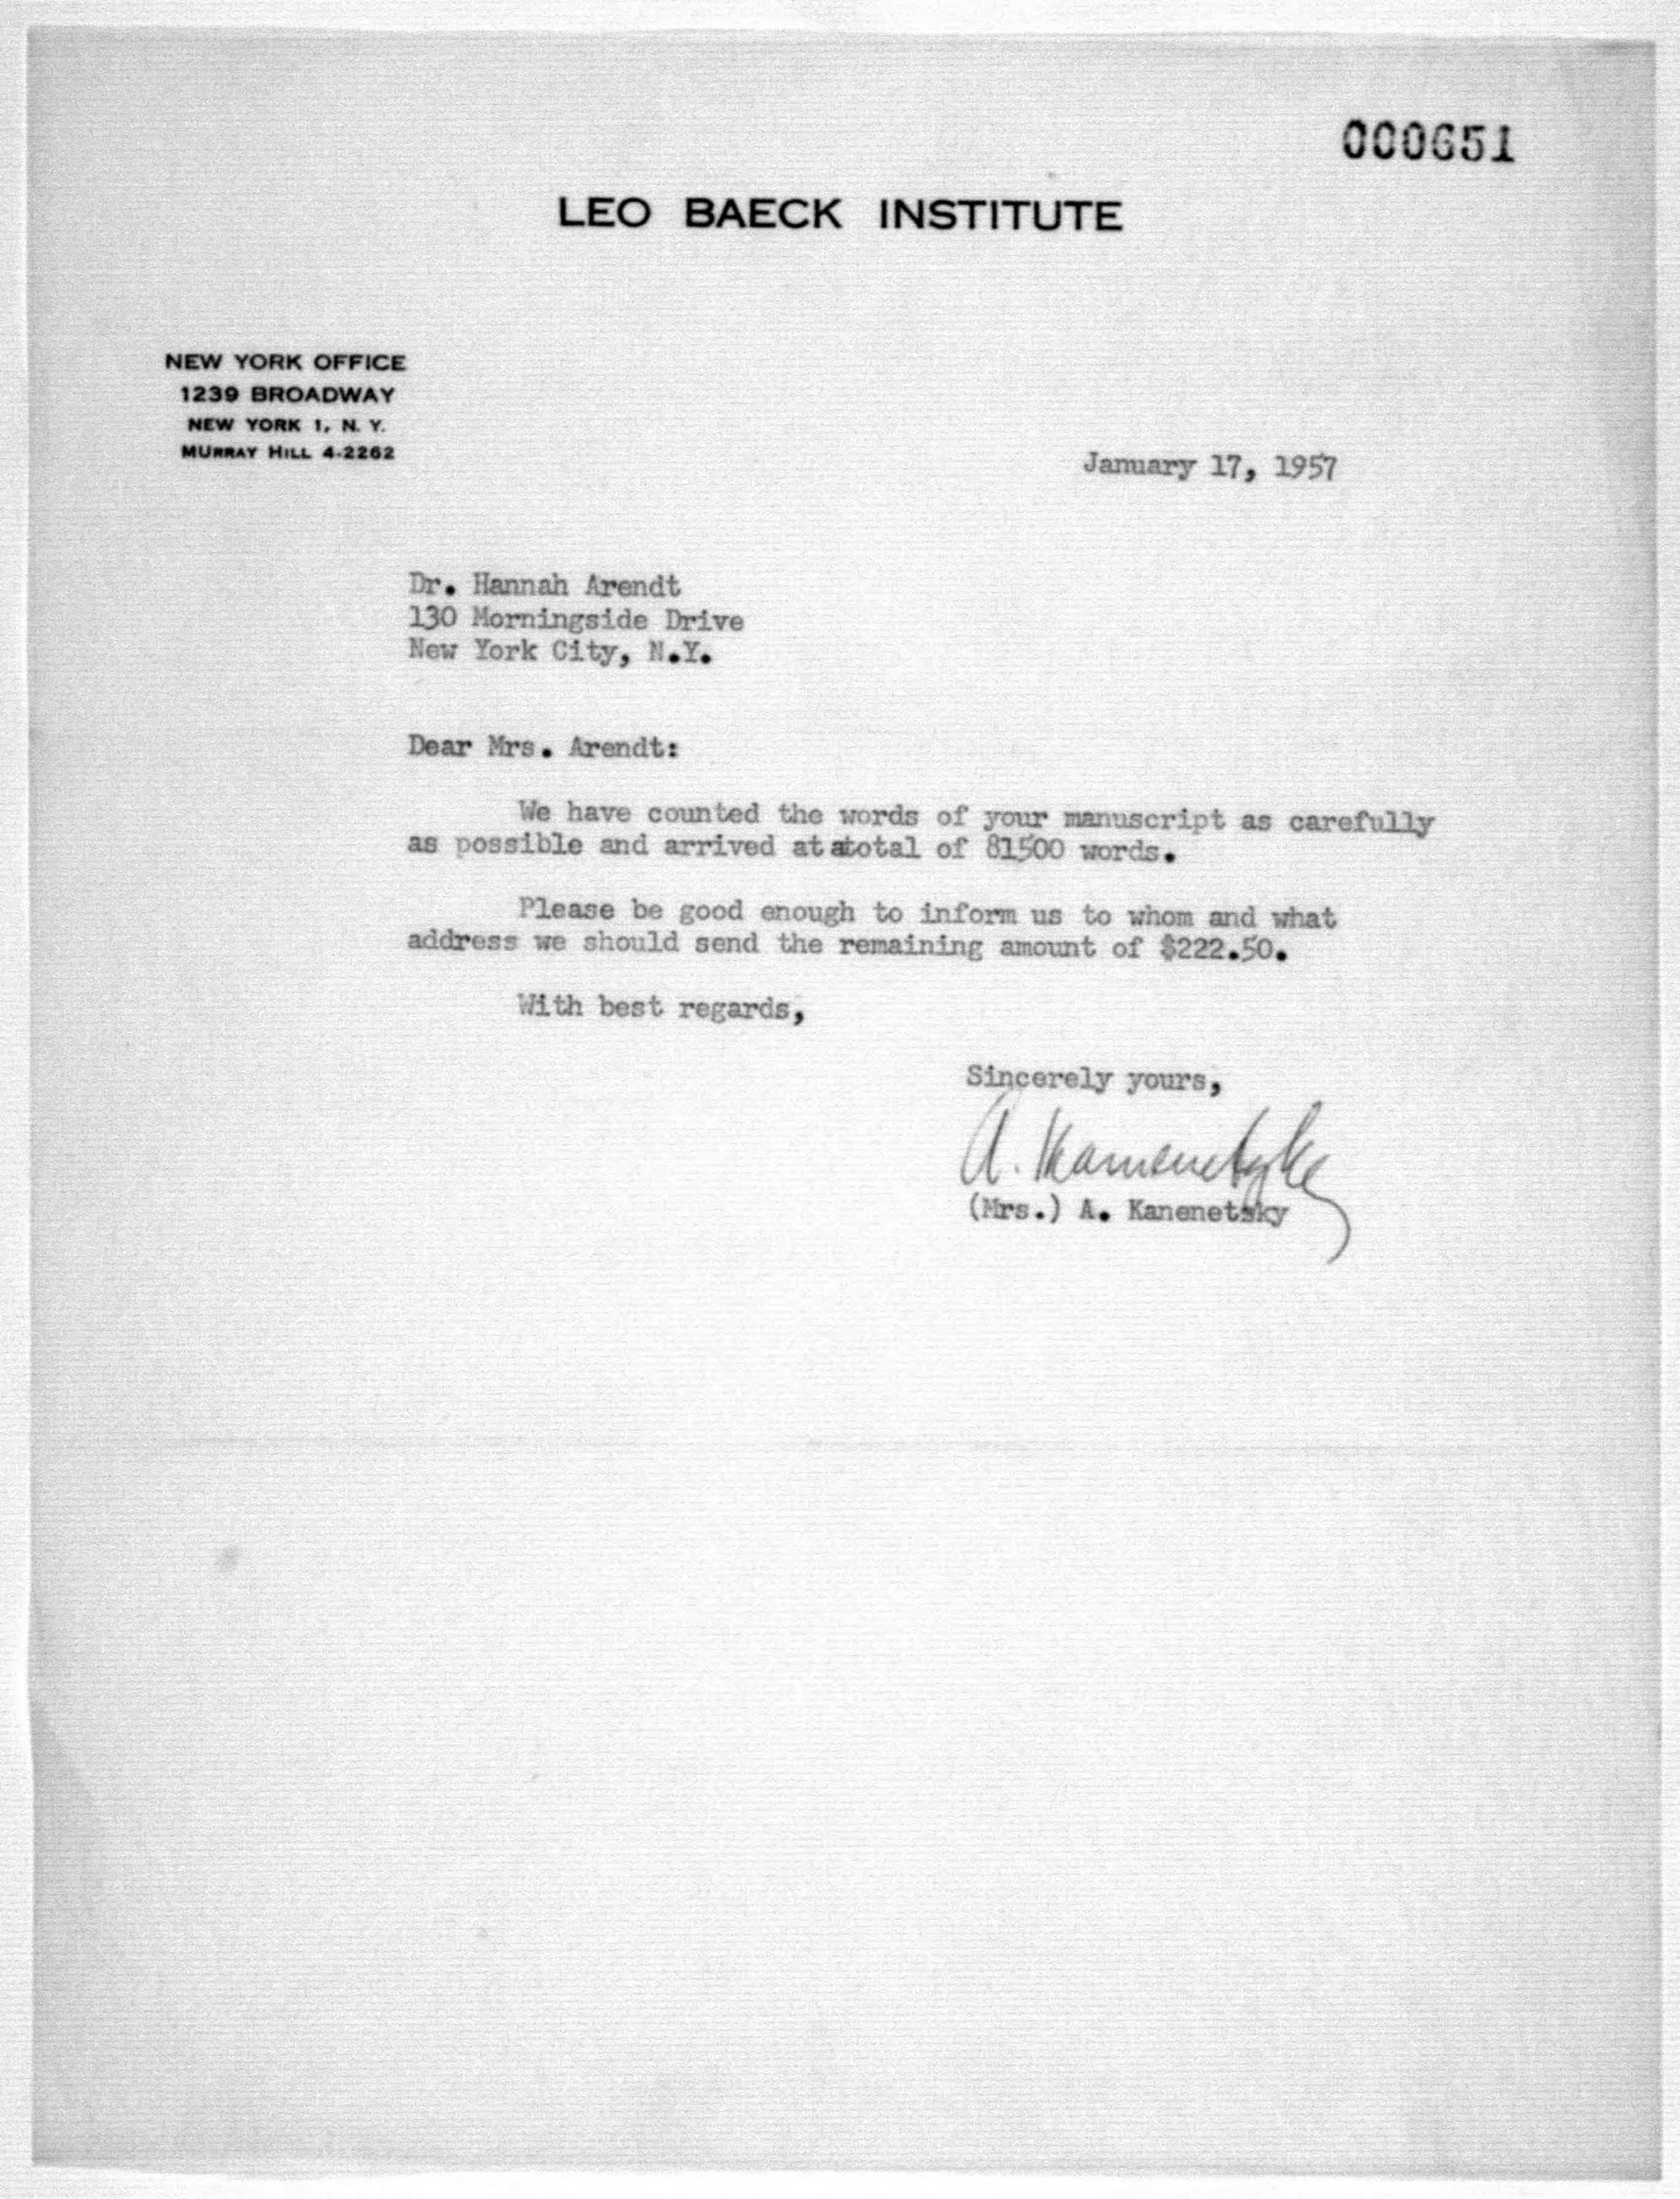 000651
LEO BAECK INSTITUTE
NEW YORK OFFICE
1239 BROADWAY
NEW YORK 1, N. Y.
MURRAY HILL 4-2262
January 17, 1957
Dr. Hannah Arendt
130 Morningside Drive
New York City, N.Y.
Dear Mrs. Arendt:
We have counted the words of your manuscript as carefully
as possible and arrived at atotal of 81500 words.
Please be good enough to inform us to whom and what
address we should send the remaining amount of $222.50.
With best regards,
Sincerely yours,
A. Kamenetzky
(Mrs.) A. Kanenetsky